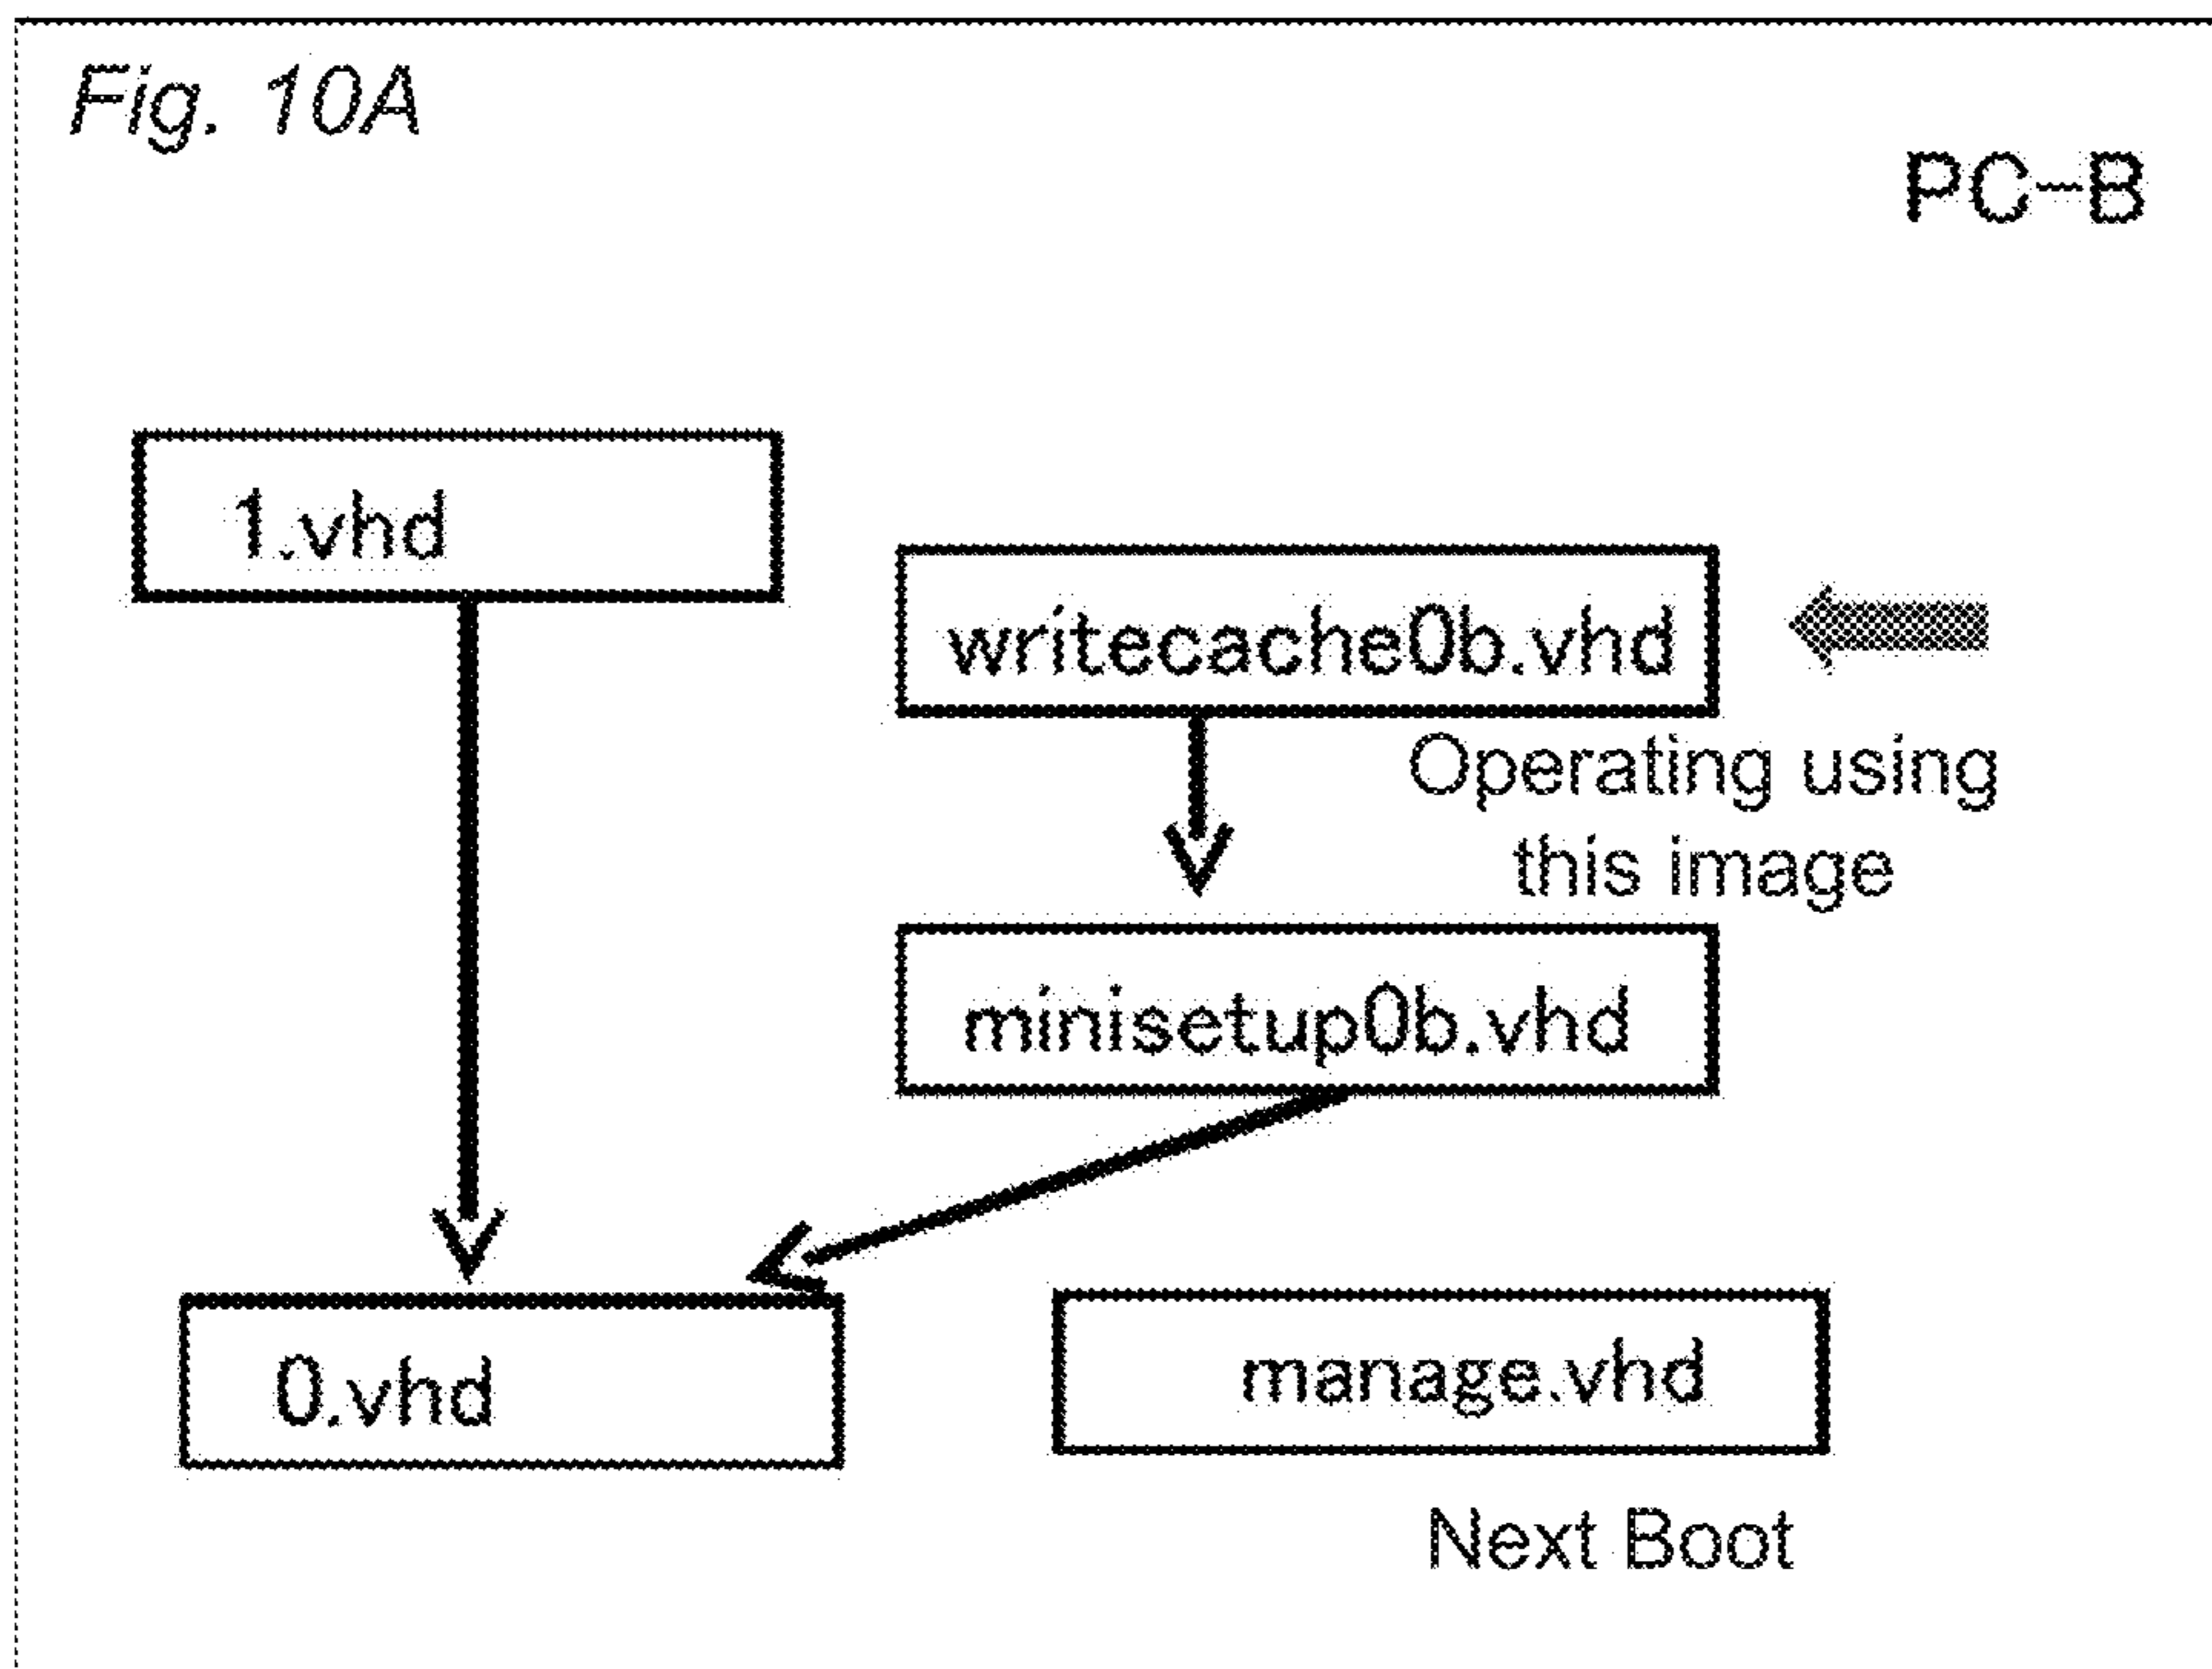 Fig. 10A
PC-B
1.vhd
writecache0b.vhd
Operating using
this image
minisetup0b.vhd
0.vhd
manage.vhd
Next Boot